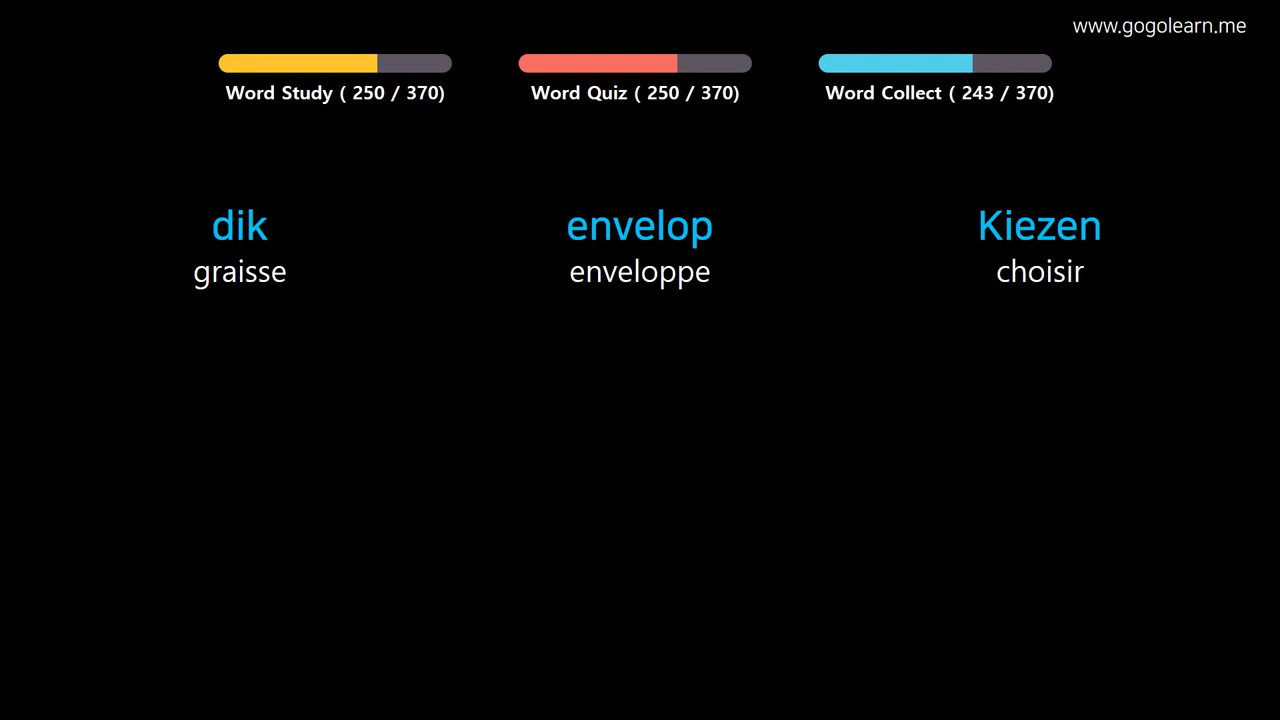 www.gogolearn.me
Word Study ( 250 / 370)
Word Quiz ( 250 / 370)
Word Collect ( 243 / 370)
dik
graisse
envelop
enveloppe
Kiezen
choisir